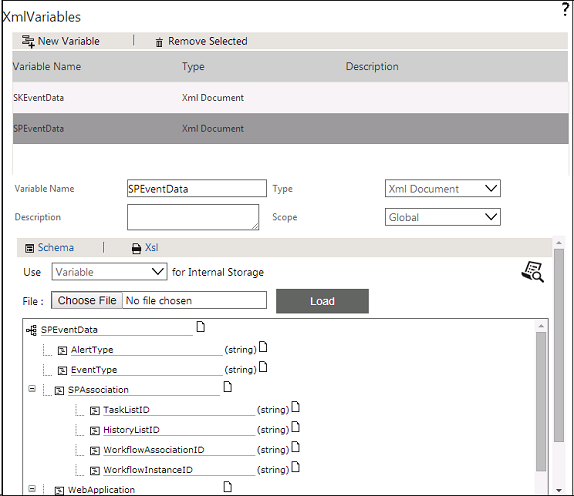 XmlVariables ?
New Variable | Remove Selected
Variable Name Type Description
SKEventData Xml Document
SPEventData Xml Document
Variable Name SPEventData Type Xml Document
Description Scope Global
Schema | Xsl
Use Variable for Internal Storage
File : Choose File No file chosen Load
SPEventData
AlertType (string)
EventType (string)
SPAssociation
TaskListID (string)
HistoryListID (string)
WorkflowAssociationID (string)
WorkflowInstanceID (string)
WebApplication